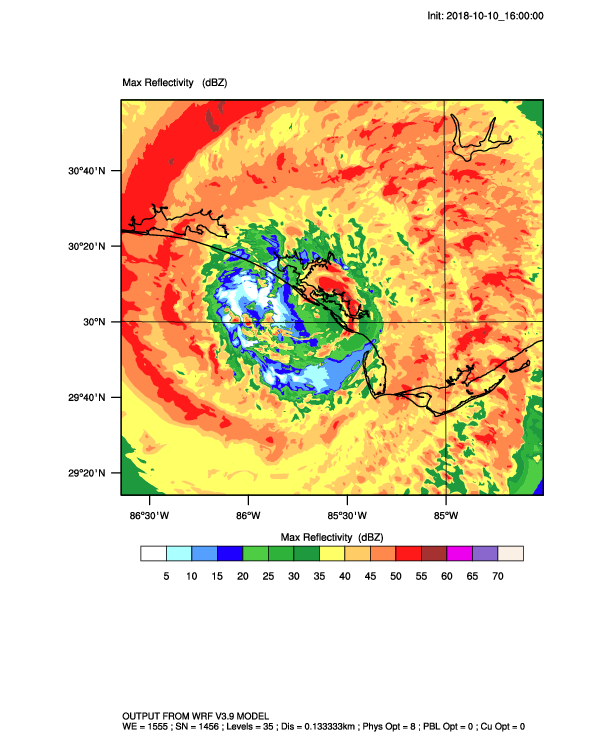 Init: 2018-10-10_16:00:00
Max Reflectivity (dBZ)
30°40'N
30°20'N
30°N
29°40'N
29°20'N
86°30'W 86°W 85°30'W 85°W
Max Reflectivity (dBZ)
5 10 15 20 25 30 35 40 45 50 55 60 65 70
OUTPUT FROM WRF V3.9 MODEL
WE = 1555 ; SN = 1456 ; Levels = 35 ; Dis = 0.133333km ; Phys Opt = 8 ; PBL Opt = 0 ; Cu Opt = 0